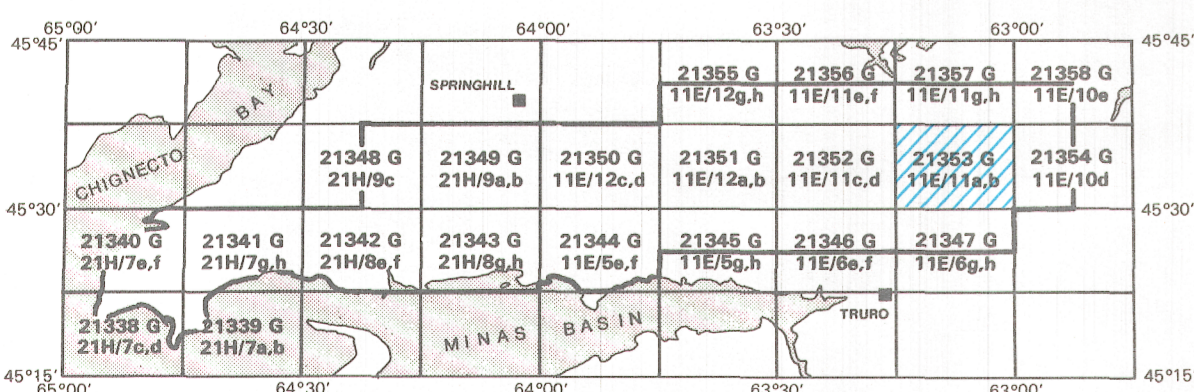 65°00' 64°30' 64°00' 63°30' 63°00'
45°45' 45°45'
21355 G 21356 G 21357 G 21358 G
11E/12g,h 11E/11e,f 11E/11g,h 11E/10e
SPRINGHILL
CHIGNECTO BAY
21348 G 21349 G 21350 G 21351 G 21352 G 21353 G 21354 G
21H/9c 21H/9a,b 11E/12c,d 11E/12a,b 11E/11c,d 11E/11a,b 11E/10d
45°30' 45°30'
21340 G 21341 G 21342 G 21343 G 21344 G 21345 G 21346 G 21347 G
21H/7e,f 21H/7g,h 21H/8e,f 21H/8g,h 11E/5e,f 11E/5g,h 11E/6e,f 11E/6g,h
TRURO
21338 G 21339 G
21H/7c,d 21H/7a,b
MINAS BASIN
45°15' 45°15
65°00' 64°30' 64°00' 63°30' 63°00'